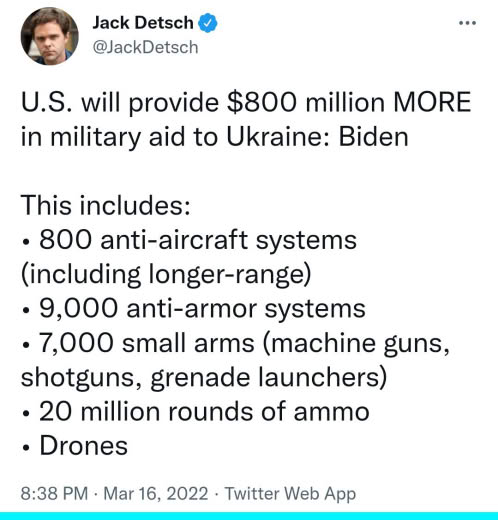 Jack Detsch
@JackDetsch
U.S. will provide $800 million MORE
in military aid to Ukraine: Biden
This includes:
• 800 anti-aircraft systems
(including longer-range)
• 9,000 anti-armor systems
• 7,000 small arms (machine guns,
shotguns, grenade launchers)
• 20 million rounds of ammo
• Drones
8:38 PM · Mar 16, 2022 · Twitter Web App